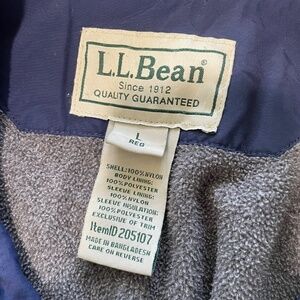 L.L.Bean®
Since 1912
QUALITY GUARANTEED
L
REG
SHELL:100%NYLON
BODY LINING:
100%POLYESTER
SLEEVE LINING:
100%NYLON
SLEEVE INSULATION:
100%POLYESTER
EXCLUSIVE OF TRIM
ItemID 205107
MADE IN BANGLADESH
CARE ON REVERSE